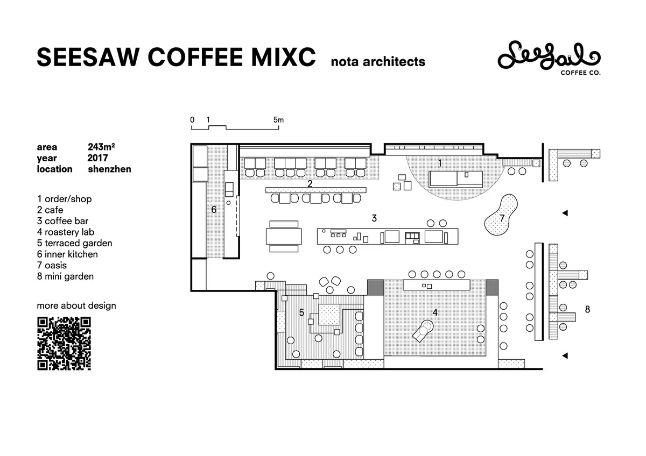 SEESAW COFFEE MIXC nota architects
SeeSaw
COFFEE CO.
0 1 5m
area 243m²
year 2017
location shenzhen
1 order/shop
2 cafe
3 coffee bar
4 roastery lab
5 terraced garden
6 inner kitchen
7 oasis
8 mini garden
more about design
1
2
6
3
7
5
4
8